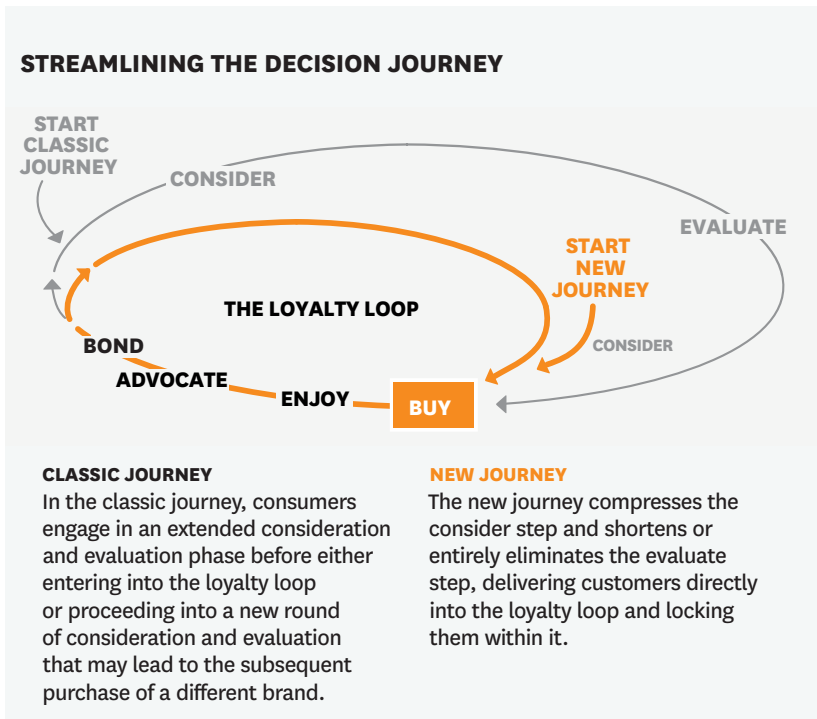 STREAMLINING THE DECISION JOURNEY
START
CLASSIC
JOURNEY
CONSIDER
EVALUATE
START
NEW
JOURNEY
THE LOYALTY LOOP
CONSIDER
BOND
ADVOCATE
ENJOY
BUY
CLASSIC JOURNEY
In the classic journey, consumers
engage in an extended consideration
and evaluation phase before either
entering into the loyalty loop
or proceeding into a new round
of consideration and evaluation
that may lead to the subsequent
purchase of a different brand.
NEW JOURNEY
The new journey compresses the
consider step and shortens or
entirely eliminates the evaluate
step, delivering customers directly
into the loyalty loop and locking
them within it.